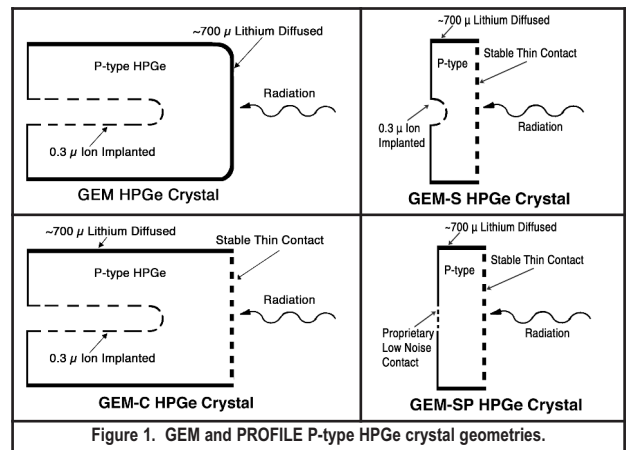 ~700 µ Lithium Diffused
P-type HPGe
Radiation
0.3 µ Ion Implanted
GEM HPGe Crystal
~700 µ Lithium Diffused
P-type
Stable Thin Contact
0.3 µ Ion
Implanted
Radiation
GEM-S HPGe Crystal
~700 µ Lithium Diffused
Stable Thin Contact
P-type HPGe
Radiation
0.3 µ Ion Implanted
GEM-C HPGe Crystal
~700 µ Lithium Diffused
Stable Thin Contact
P-type
Proprietary
Low Noise
Contact
Radiation
GEM-SP HPGe Crystal
Figure 1. GEM and PROFILE P-type HPGe crystal geometries.